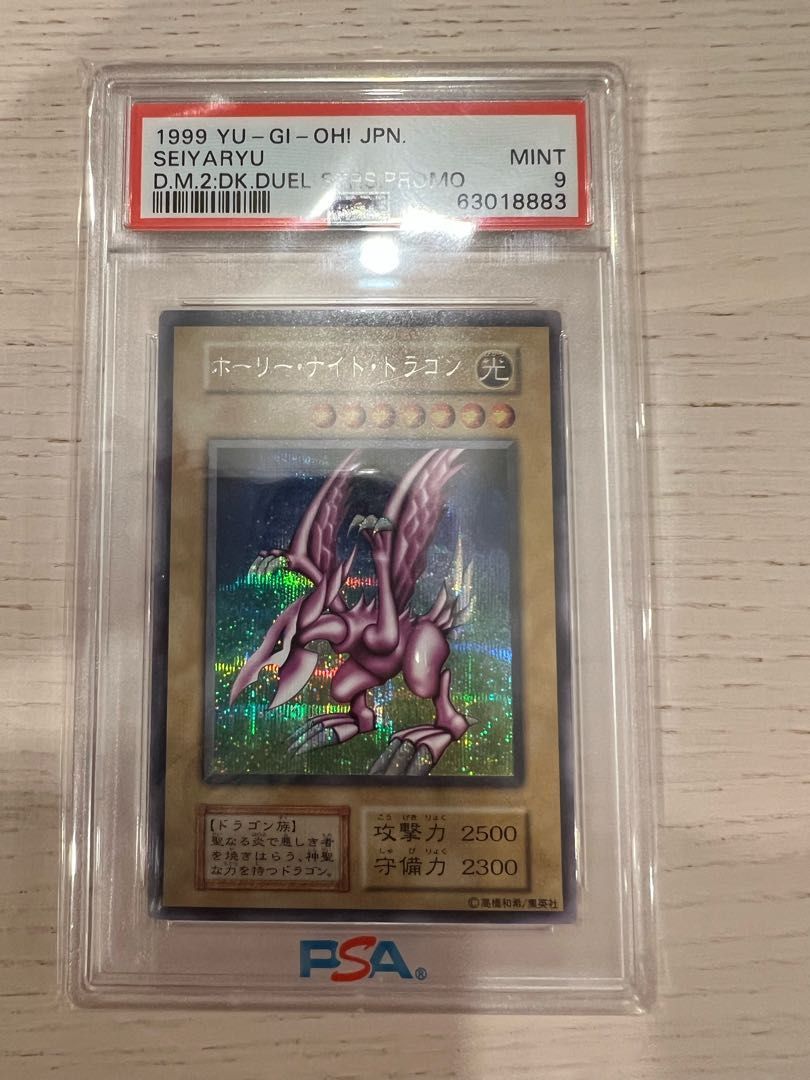 1999 YU-GI-OH! JPN.
SEIYARYU MINT
D.M.2:DK.DUEL STRS.PROMO 9
63018883
ホーリー・ナイト・ドラゴン 光
【ドラゴン族】
聖なる炎で悪しき者
を焼きはらう、神聖
な力を持つドラゴン。
こうげきりょく
攻撃力 2500
しゅびりょく
守備力 2300
©高橋和希/集英社
PSA®